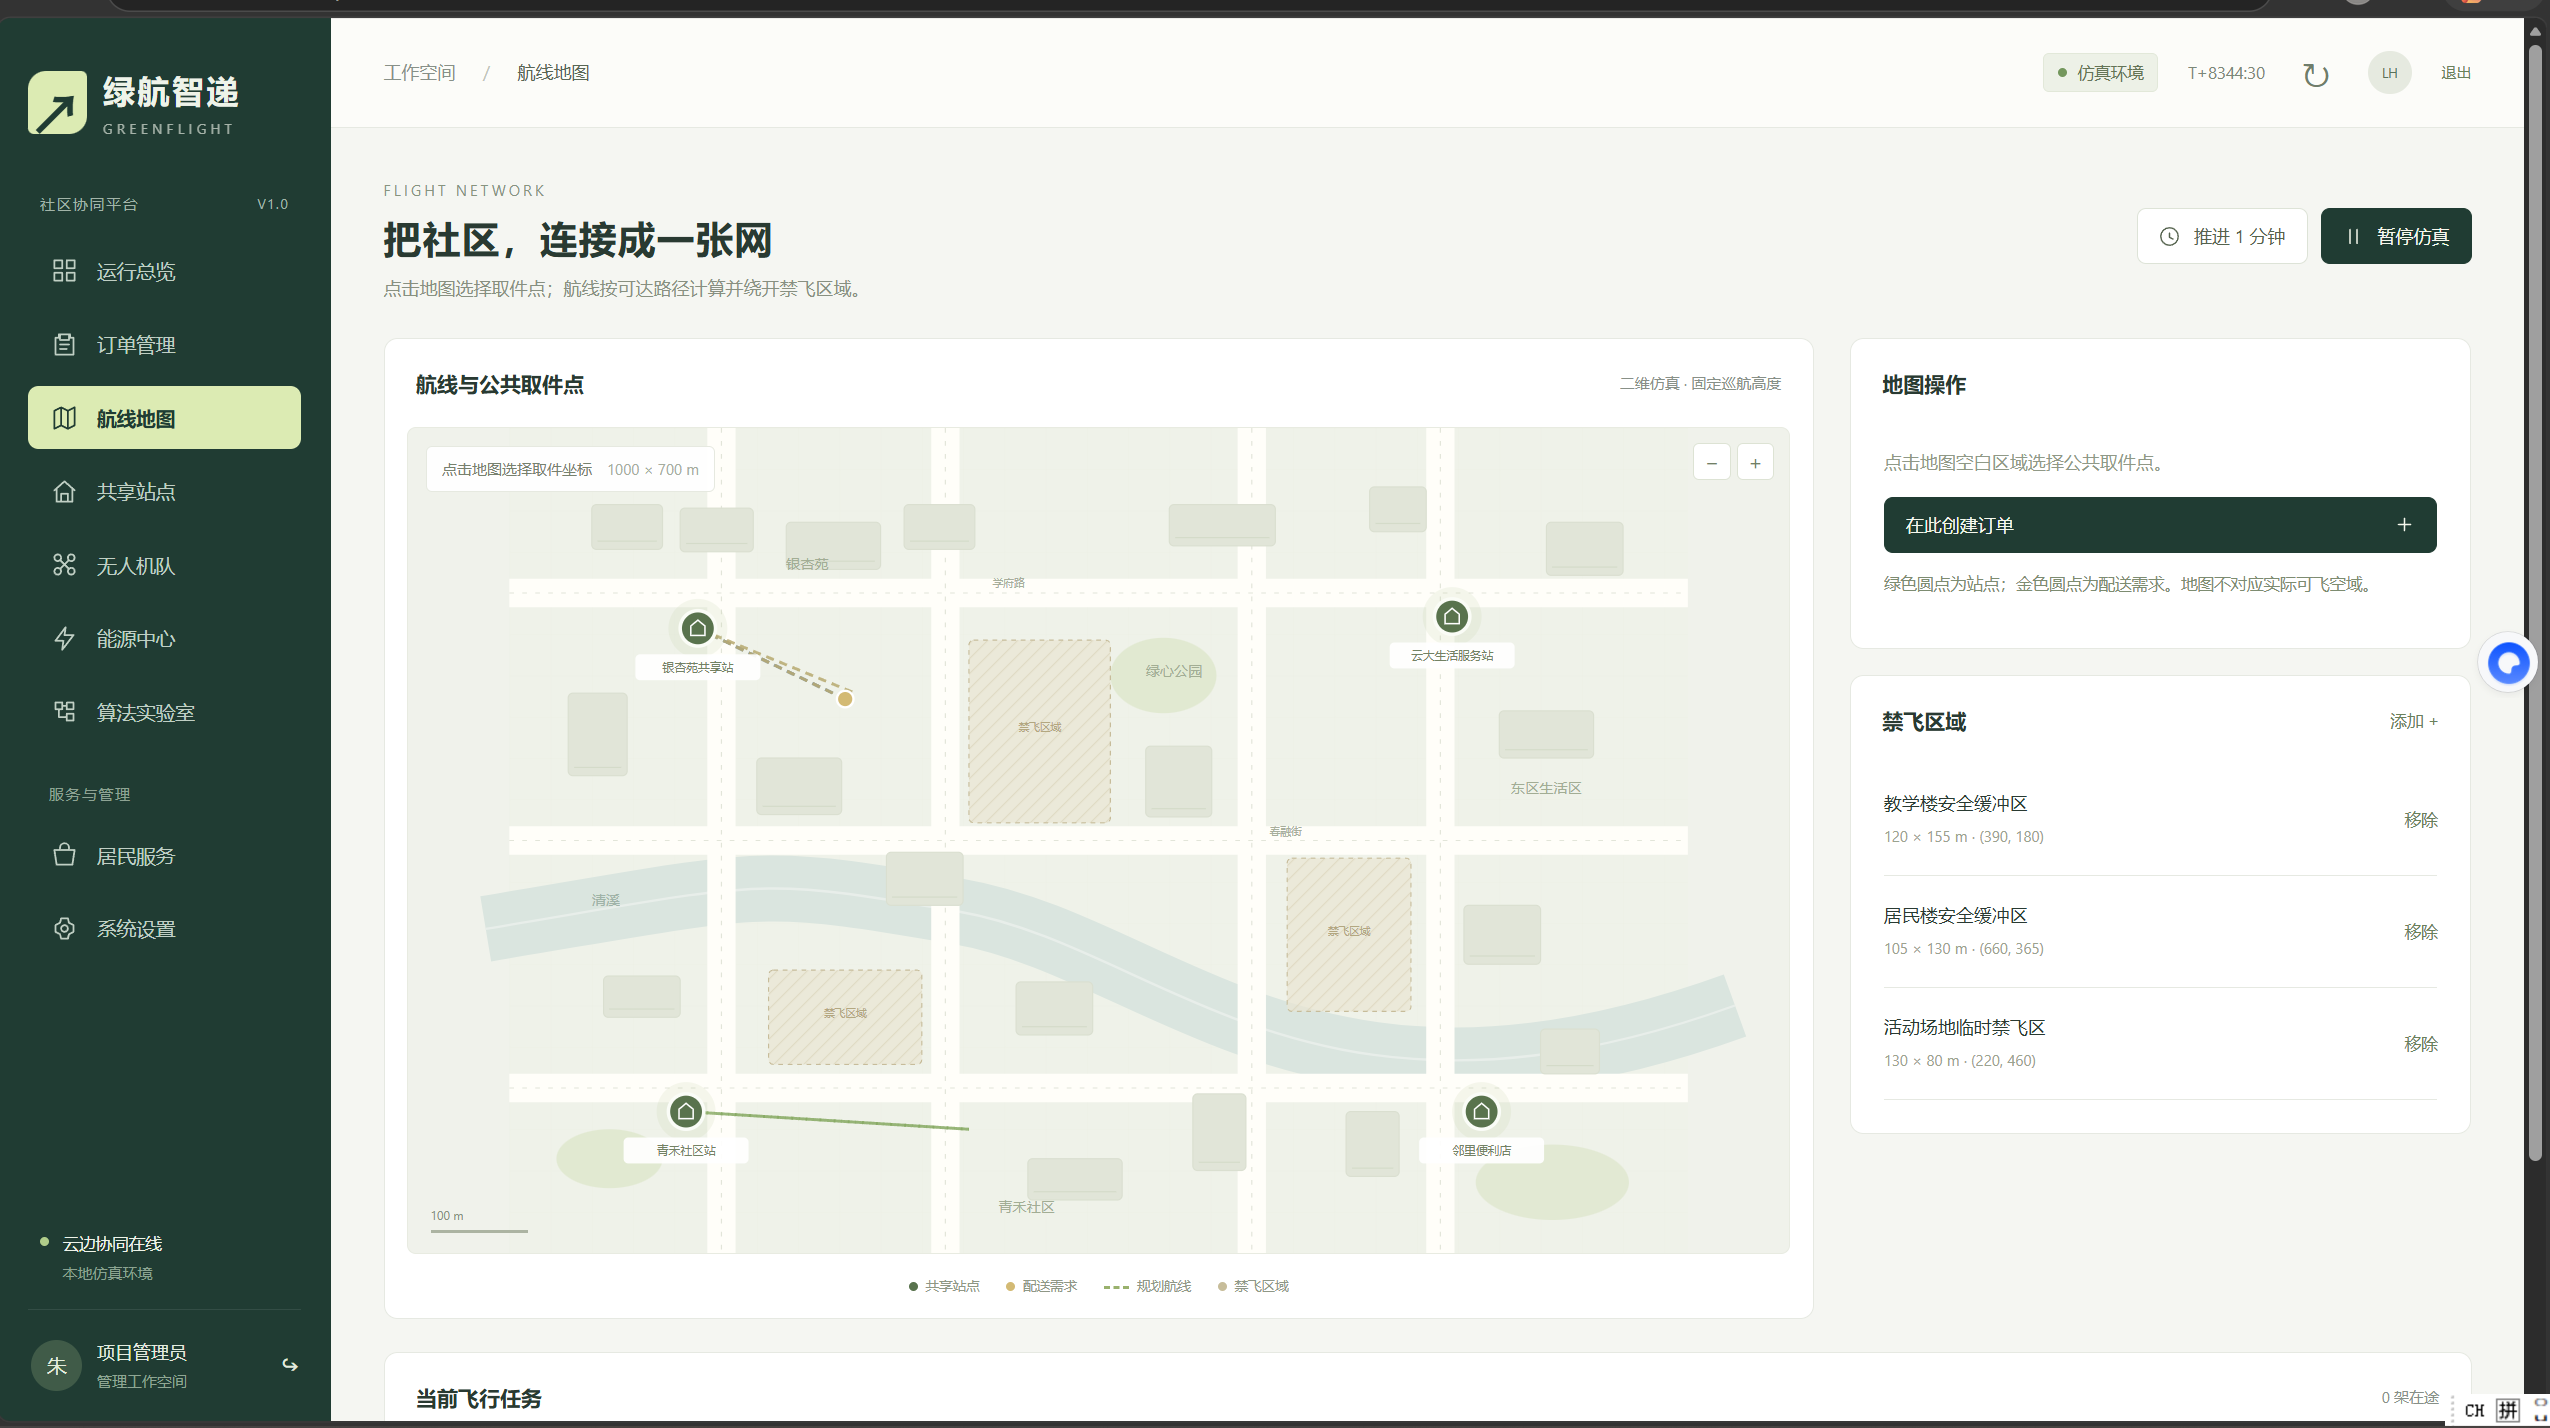 绿航智递
GREENFLIGHT
社区协同平台 V1.0
运行总览
订单管理
航线地图
共享站点
无人机队
能源中心
算法实验室
服务与管理
居民服务
系统设置
云边协同在线
本地仿真环境
朱 项目管理员
管理工作空间
工作空间 / 航线地图
仿真环境 T+8344:30 LH 退出
FLIGHT NETWORK
把社区，连接成一张网
点击地图选择取件点；航线按可达路径计算并绕开禁飞区域。
推进 1 分钟 暂停仿真
航线与公共取件点 二维仿真 · 固定巡航高度
点击地图选择取件坐标 1000 × 700 m
− +
银杏苑
学府路
银杏苑共享站
云大生活服务站
绿心公园
禁飞区域
东区生活区
春融街
清溪
禁飞区域
禁飞区域
青禾社区站
邻里便利店
青禾社区
100 m
共享站点 配送需求 规划航线 禁飞区域
地图操作
点击地图空白区域选择公共取件点。
在此创建订单 +
绿色圆点为站点；金色圆点为配送需求。地图不对应实际可飞空域。
禁飞区域 添加 +
教学楼安全缓冲区
120 × 155 m · (390, 180)
移除
居民楼安全缓冲区
105 × 130 m · (660, 365)
移除
活动场地临时禁飞区
130 × 80 m · (220, 460)
移除
当前飞行任务 0 架在途
CH 拼